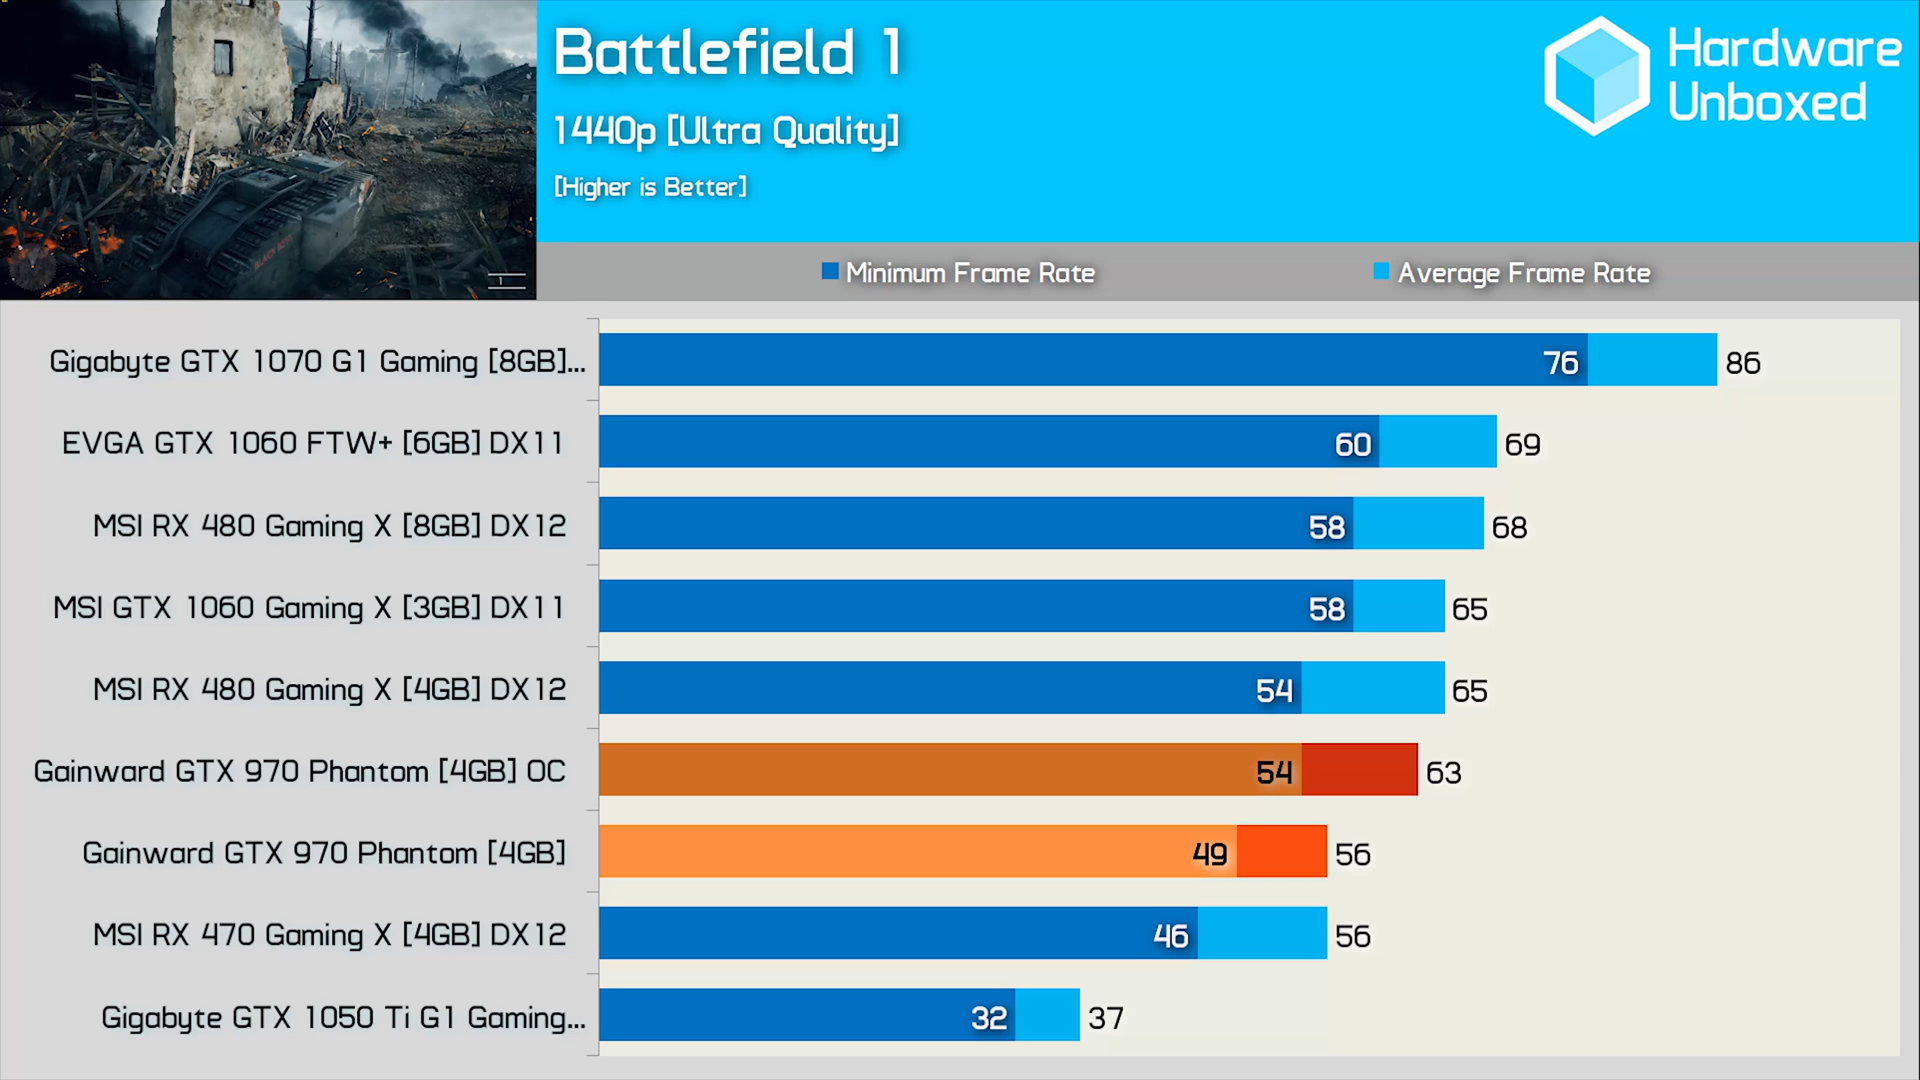 Battlefield 1
1440p [Ultra Quality]
[Higher is Better]
Hardware
Unboxed
Minimum Frame Rate
Average Frame Rate
Gigabyte GTX 1070 G1 Gaming [8GB]... 76 86
EVGA GTX 1060 FTW+ [6GB] DX11 60 69
MSI RX 480 Gaming X [8GB] DX12 58 68
MSI GTX 1060 Gaming X [3GB] DX11 58 65
MSI RX 480 Gaming X [4GB] DX12 54 65
Gainward GTX 970 Phantom [4GB] OC 54 63
Gainward GTX 970 Phantom [4GB] 49 56
MSI RX 470 Gaming X [4GB] DX12 46 56
Gigabyte GTX 1050 Ti G1 Gaming... 32 37